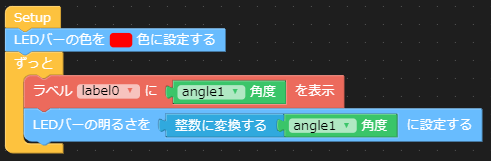 Setup
LEDバーの色を 色に設定する
ずっと
ラベル label0 に angle1 角度 を表示
LEDバーの明るさを 整数に変換する angle1 角度 に設定する